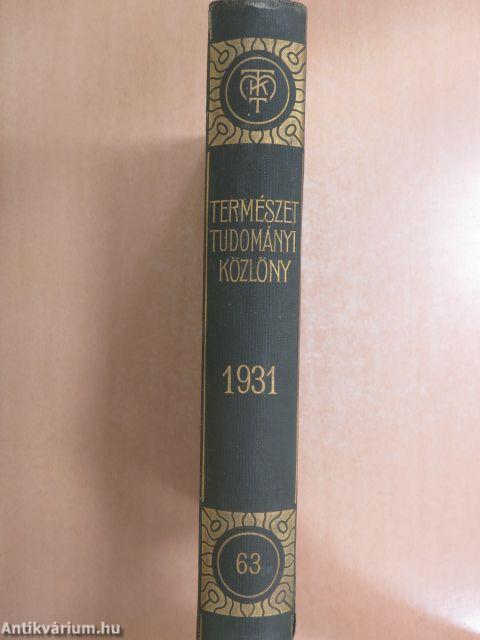 TERMÉSZET
TUDOMÁNYI
KÖZLÖNY
1931
63
Antikvárium.hu